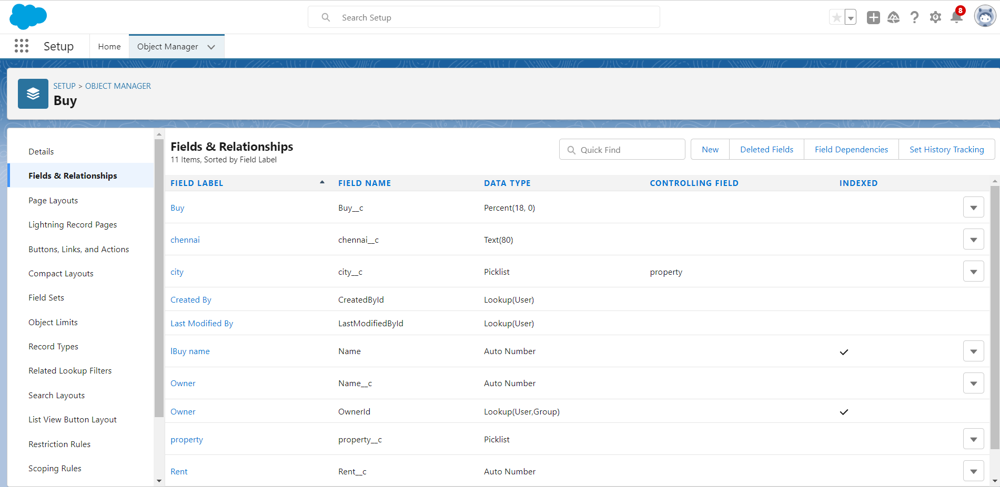 Search Setup
8
Setup
Home
Object Manager
SETUP > OBJECT MANAGER
Buy
Details
Fields & Relationships
Page Layouts
Lightning Record Pages
Buttons, Links, and Actions
Compact Layouts
Field Sets
Object Limits
Record Types
Related Lookup Filters
Search Layouts
List View Button Layout
Restriction Rules
Scoping Rules
Fields & Relationships
11 Items, Sorted by Field Label
Quick Find
New
Deleted Fields
Field Dependencies
Set History Tracking
FIELD LABEL FIELD NAME DATA TYPE CONTROLLING FIELD INDEXED
Buy Buy__c Percent(18, 0)
chennai chennai__c Text(80)
city city__c Picklist property
Created By CreatedById Lookup(User)
Last Modified By LastModifiedById Lookup(User)
lBuy name Name Auto Number
Owner Name__c Auto Number
Owner OwnerId Lookup(User,Group)
property property__c Picklist
Rent Rent__c Auto Number